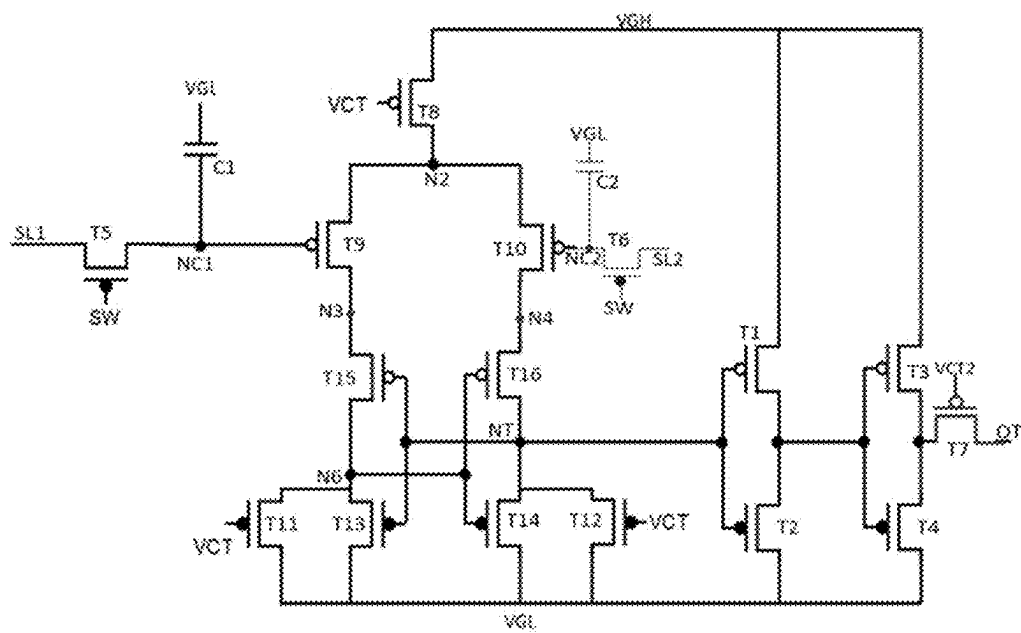 VGH
VGL
VCT
T8
C1
VGL
C2
N2
SL1
T5
NC1
T9
T10
NC2
T6
SL2
SW
SW
N3
N4
T1
T15
T16
T3
VCT2
NT
T7
OT
N6
T11
T13
T14
T12
VCT
VCT
T2
T4
VGL